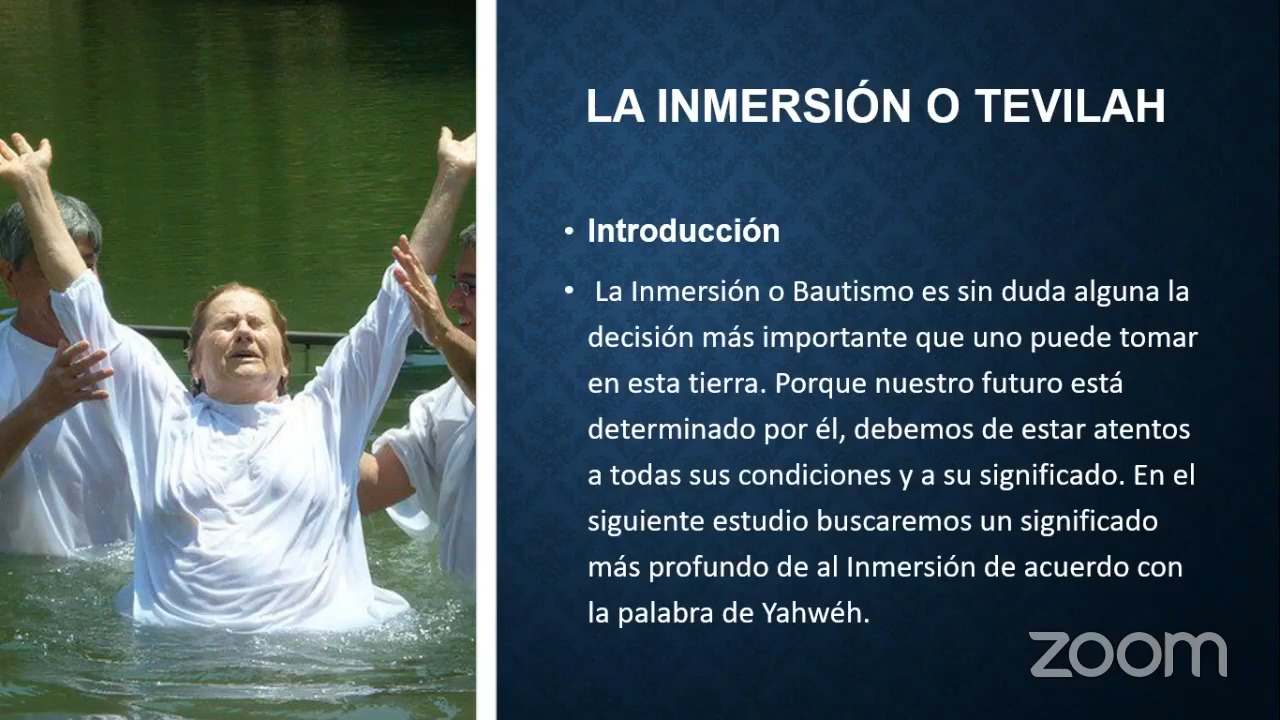 LA INMERSIÓN O TEVILAH
• Introducción
• La Inmersión o Bautismo es sin duda alguna la
decisión más importante que uno puede tomar
en esta tierra. Porque nuestro futuro está
determinado por él, debemos de estar atentos
a todas sus condiciones y a su significado. En el
siguiente estudio buscaremos un significado
más profundo de al Inmersión de acuerdo con
la palabra de Yahwéh.
zoom